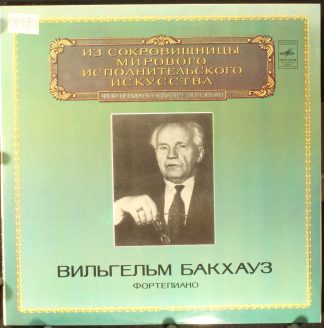 ИЗ СОКРОВИЩНИЦЫ
МИРОВОГО
ИСПОЛНИТЕЛЬСКОГО
ИСКУССТВА
ВИЛЬГЕЛЬМ БАКХАУЗ
ФОРТЕПИАНО